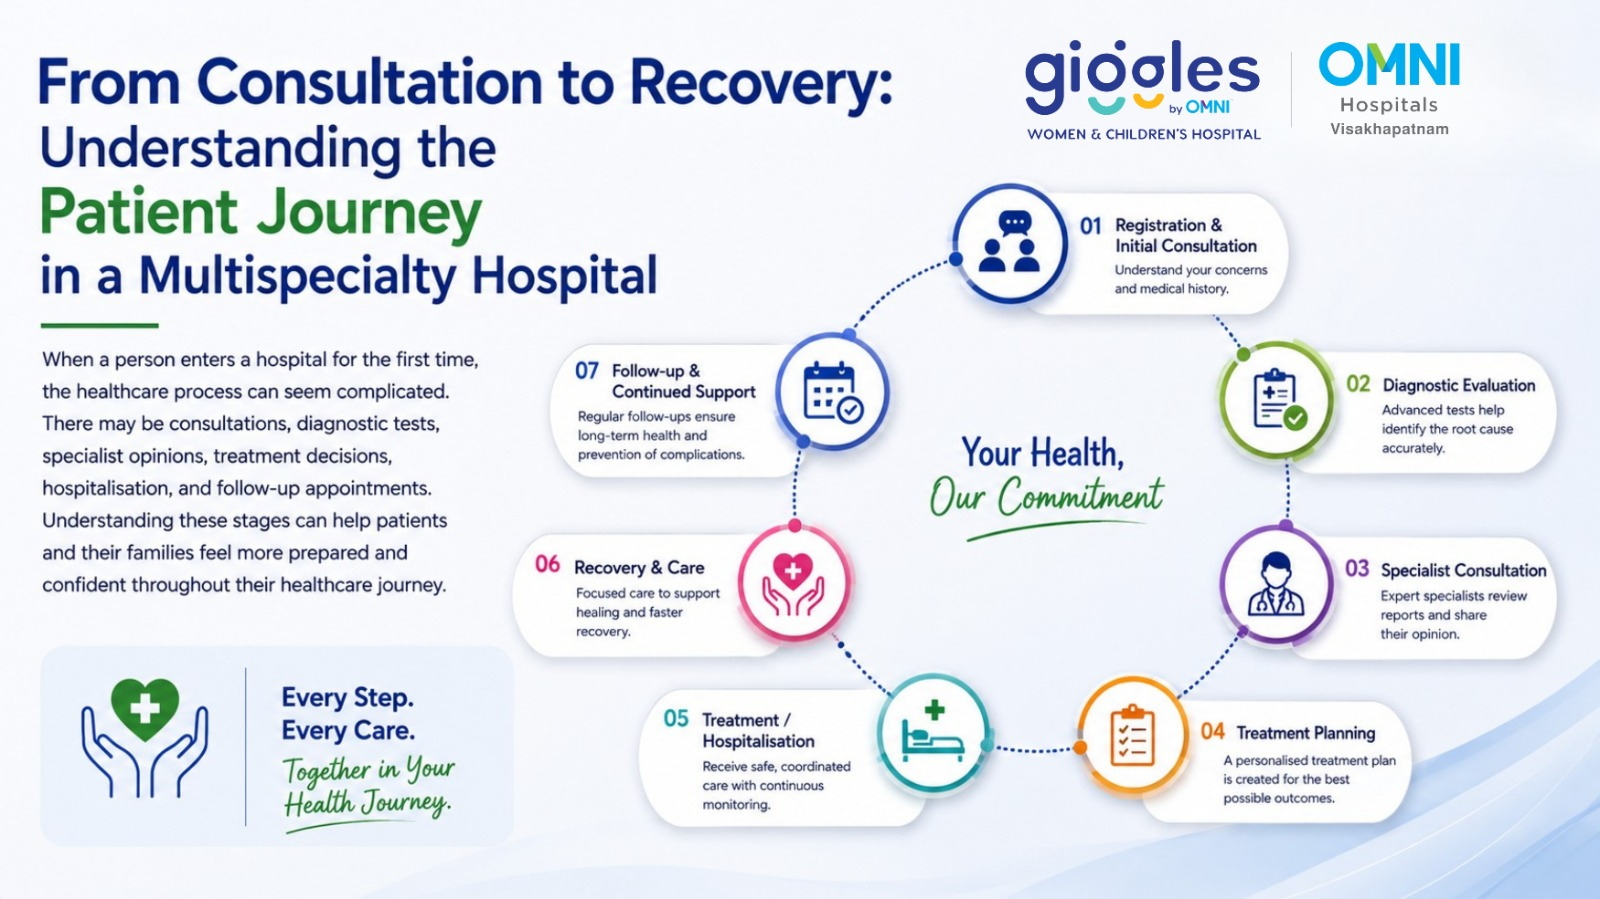 From Consultation to Recovery:
Understanding the
Patient Journey
in a Multispecialty Hospital
When a person enters a hospital for the first time,
the healthcare process can seem complicated.
There may be consultations, diagnostic tests,
specialist opinions, treatment decisions,
hospitalisation, and follow-up appointments.
Understanding these stages can help patients
and their families feel more prepared and
confident throughout their healthcare journey.
Every Step.
Every Care.
Together in Your
Health Journey.
giggles
by OMNI
WOMEN & CHILDREN'S HOSPITAL
OMNI
Hospitals
Visakhapatnam
01 Registration &
Initial Consultation
Understand your concerns
and medical history.
02 Diagnostic Evaluation
Advanced tests help
identify the root cause
accurately.
03 Specialist Consultation
Expert specialists review
reports and share
their opinion.
04 Treatment Planning
A personalised treatment plan
is created for the best
possible outcomes.
05 Treatment /
Hospitalisation
Receive safe, coordinated
care with continuous
monitoring.
06 Recovery & Care
Focused care to support
healing and faster
recovery.
07 Follow-up &
Continued Support
Regular follow-ups ensure
long-term health and
prevention of complications.
Your Health,
Our Commitment